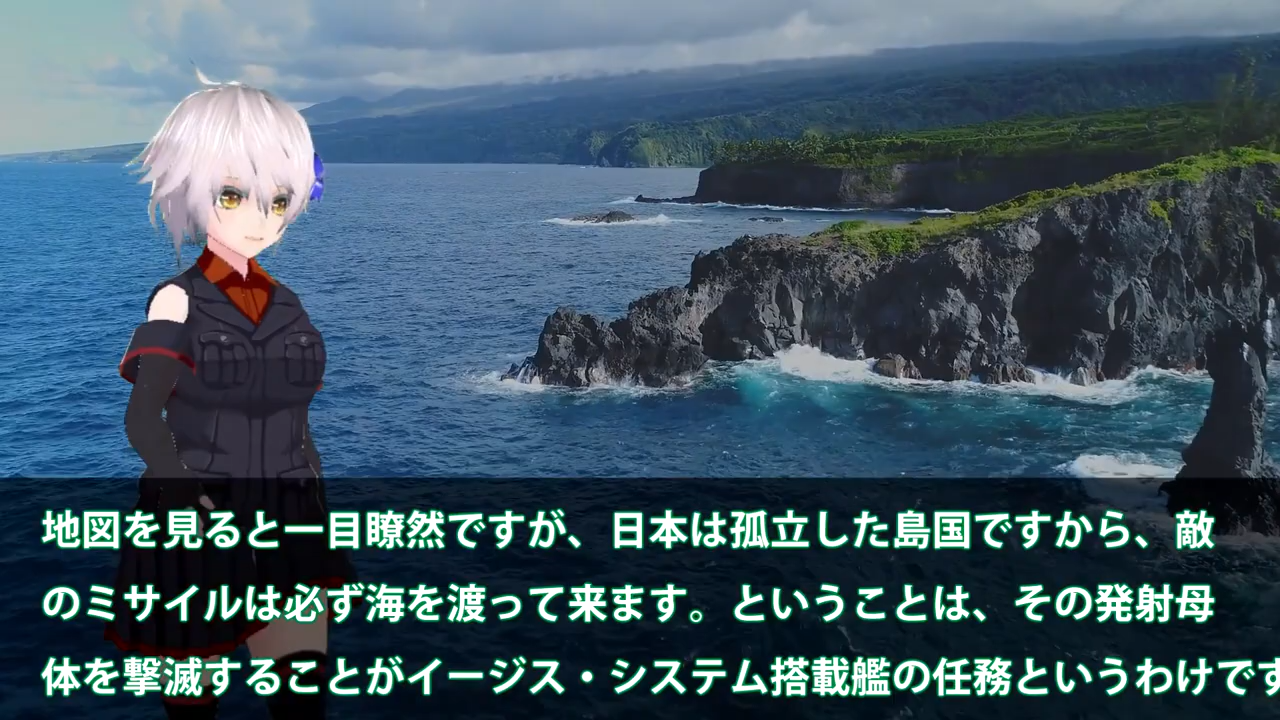 地図を見ると一目瞭然ですが、日本は孤立した島国ですから、敵
のミサイルは必ず海を渡って来ます。ということは、その発射母
体を撃滅することがイージス・システム搭載艦の任務というわけです